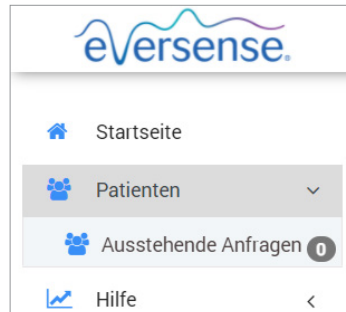 eversense.
Startseite
Patienten
Ausstehende Anfragen 0
Hilfe